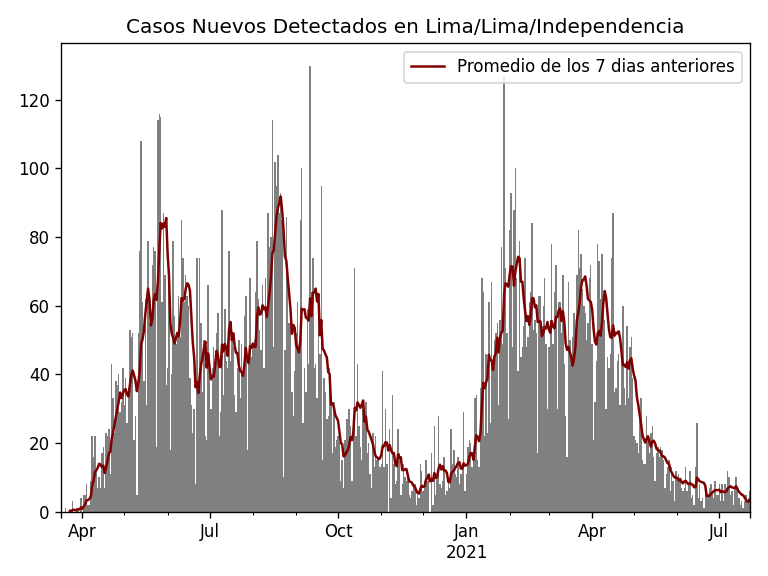 Casos Nuevos Detectados en Lima/Lima/Independencia
Promedio de los 7 dias anteriores
120
100
80
60
40
20
0
Apr Jul Oct Jan Apr Jul
2021